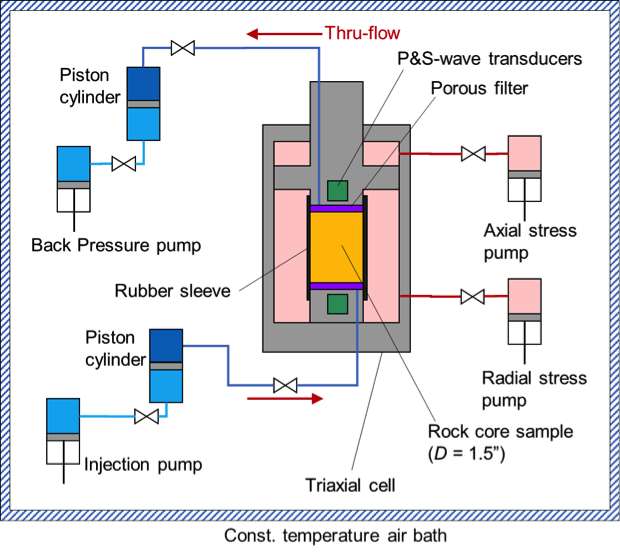 Thru-flow
P&S-wave transducers
Porous filter
Piston
cylinder
Back Pressure pump
Axial stress
pump
Rubber sleeve
Piston
cylinder
Radial stress
pump
Rock core sample
(D = 1.5”)
Injection pump
Triaxial cell
Const. temperature air bath